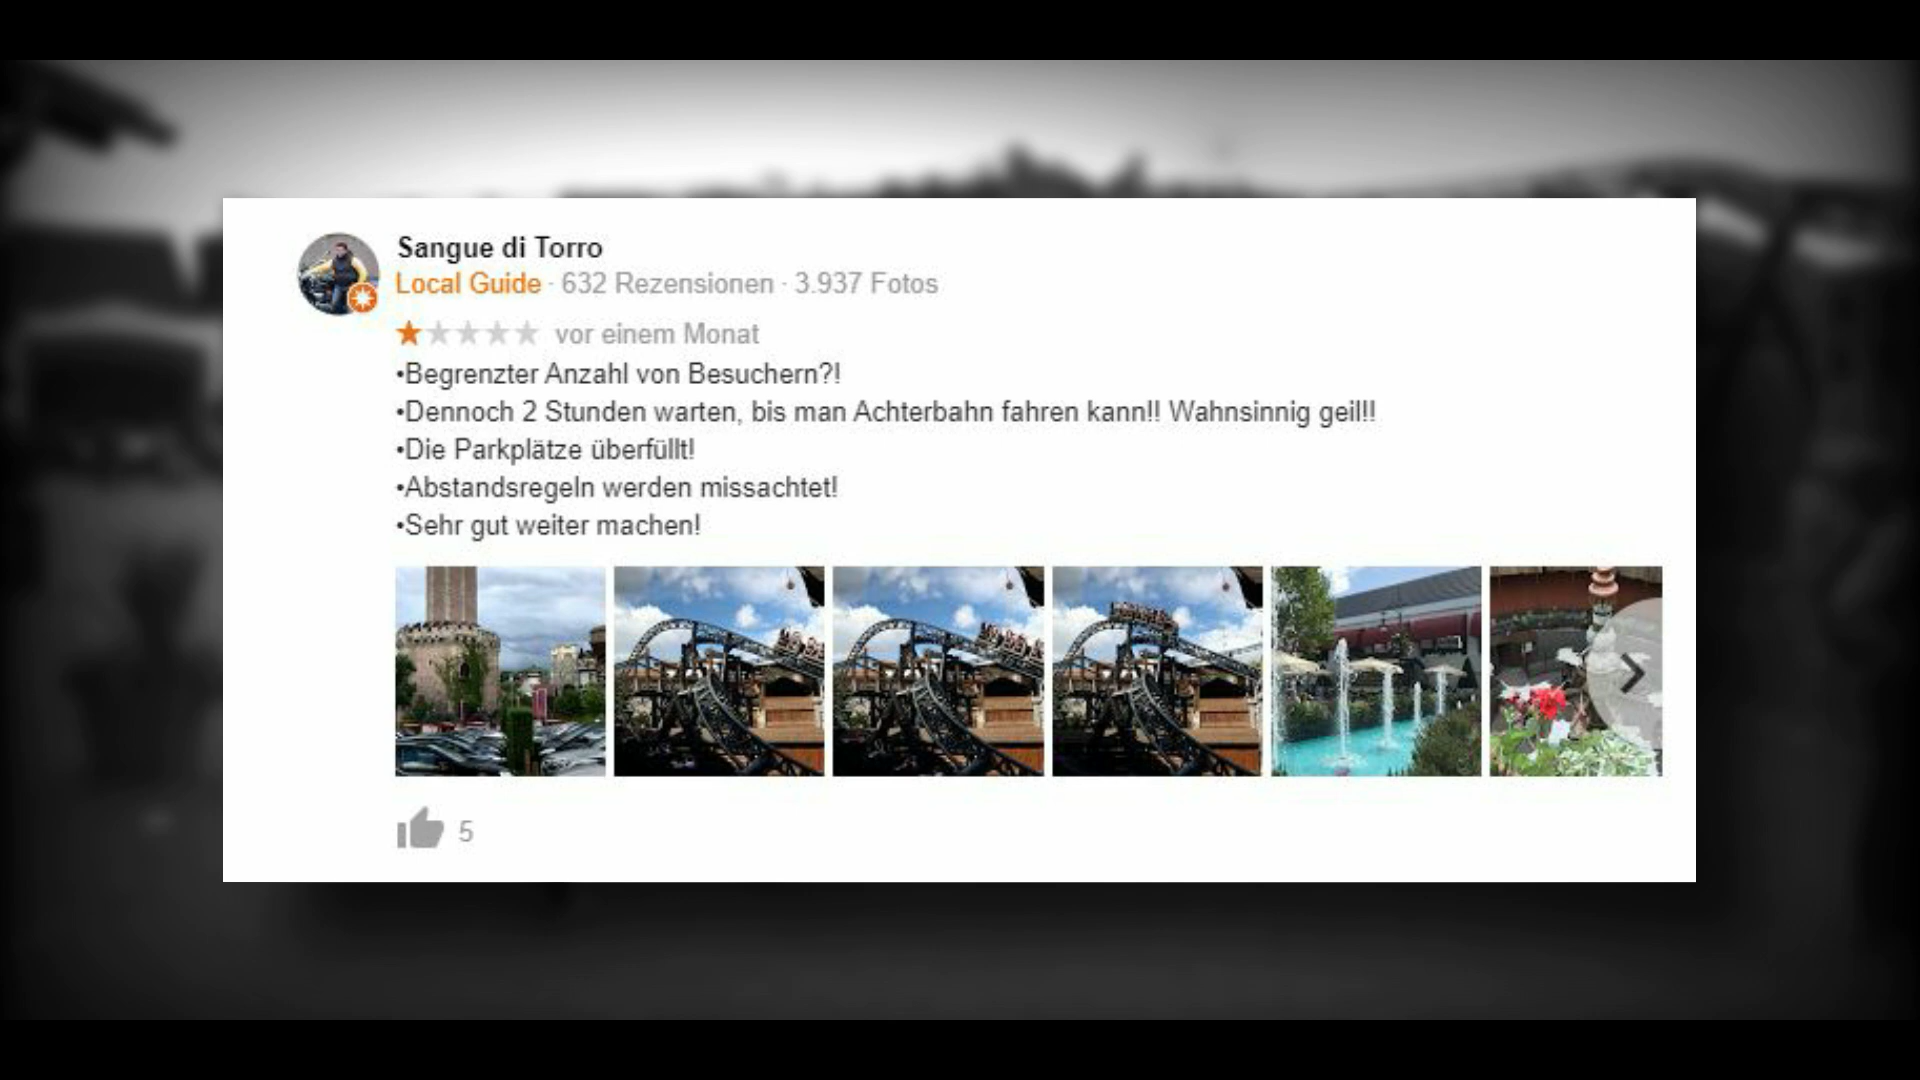 Sangue di Torro
Local Guide · 632 Rezensionen · 3.937 Fotos
vor einem Monat
•Begrenzter Anzahl von Besuchern?!
•Dennoch 2 Stunden warten, bis man Achterbahn fahren kann!! Wahnsinnig geil!!
•Die Parkplätze überfüllt!
•Abstandsregeln werden missachtet!
•Sehr gut weiter machen!
5